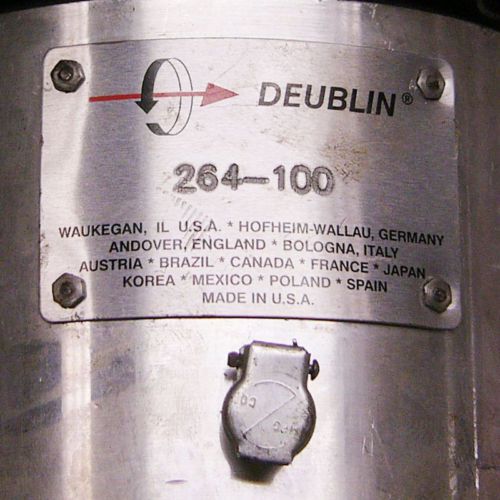 DEUBLIN®
264-100
WAUKEGAN, IL U.S.A. * HOFHEIM-WALLAU, GERMANY
ANDOVER, ENGLAND * BOLOGNA, ITALY
AUSTRIA * BRAZIL * CANADA * FRANCE * JAPAN
KOREA * MEXICO * POLAND * SPAIN
MADE IN U.S.A.